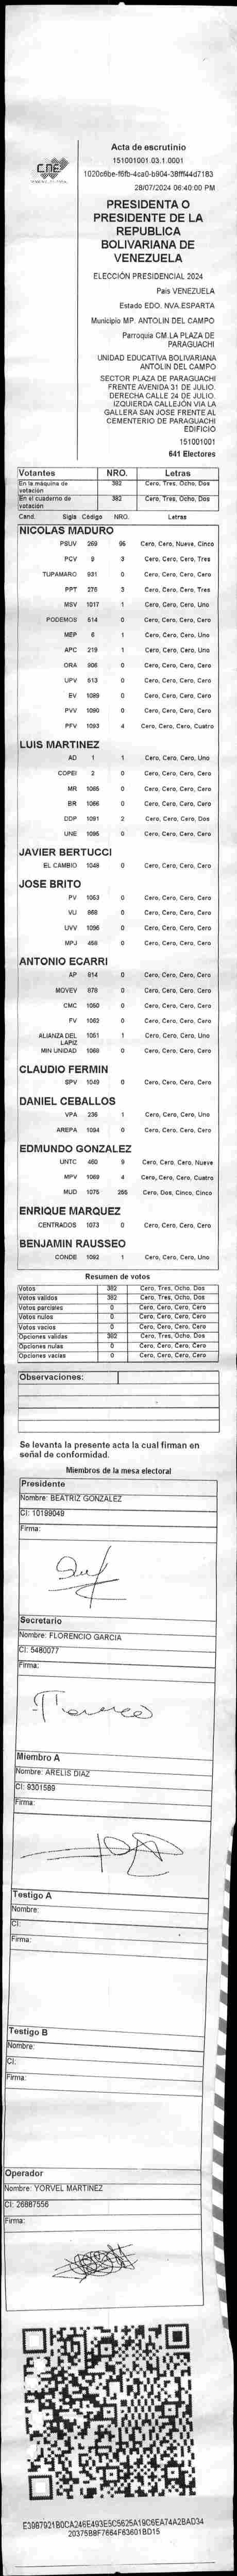 CNE
Acta de escrutinio
151001001.03.1.0001
28/07/2024 06:40:00 PM
PRESIDENTA O
PRESIDENTE DE LA
REPUBLICA
BOLIVARIANA DE
VENEZUELA
ELECCIÓN PRESIDENCIAL 2024
Pais VENEZUELA
Estado EDO. NVA.ESPARTA
Municipio MP. ANTOLIN DEL CAMPO
Parroquia CM.LA PLAZA DE
PARAGUACHI
UNIDAD EDUCATIVA BOLIVARIANA
ANTOLIN DEL CAMPO
SECTOR PLAZA DE PARAGUACHI
FRENTE AVENIDA 31 DE JULIO.
DERECHA CALLE 24 DE JULIO.
IZQUIERDA CALLEJÓN VIA LA
GALLERA SAN JOSE FRENTE AL
CEMENTERIO DE PARAGUACHI
EDIFICIO
151001001
641 Electores
Votantes NRO. Letras
En la máquina de votación 382 Cero, Tres, Ocho, Dos
En el cuaderno de votación 382 Cero, Tres, Ocho, Dos
Cand. Sigla Código NRO. Letras
NICOLAS MADURO
PSUV 269 Cero, Cero, Nueve, Cinco
PCV 9 3 Cero, Cero, Cero, Tres
TUPAMARO 931 0 Cero, Cero, Cero, Cero
PPT 276 3 Cero, Cero, Cero, Tres
MSV 1017 1 Cero, Cero, Cero, Uno
PODEMOS 514 0 Cero, Cero, Cero, Cero
MEP 6 1 Cero, Cero, Cero, Uno
APC 219 1 Cero, Cero, Cero, Uno
ORA 906 0 Cero, Cero, Cero, Cero
UPV 513 0 Cero, Cero, Cero, Cero
EV 1089 0 Cero, Cero, Cero, Cero
PVV 1090 0 Cero, Cero, Cero, Cero
PFV 1093 4 Cero, Cero, Cero, Cuatro
LUIS MARTINEZ
AD 1 1 Cero, Cero, Cero, Uno
COPEI 2 0 Cero, Cero, Cero, Cero
MR 1065 0 Cero, Cero, Cero, Cero
BR 1066 0 Cero, Cero, Cero, Cero
DDP 1091 2 Cero, Cero, Cero, Dos
UNE 1095 0 Cero, Cero, Cero, Cero
JAVIER BERTUCCI
EL CAMBIO 1048 0 Cero, Cero, Cero, Cero
JOSE BRITO
PV 1053 0 Cero, Cero, Cero, Cero
VU 968 0 Cero, Cero, Cero, Cero
UVV 1096 0 Cero, Cero, Cero, Cero
MPJ 458 0 Cero, Cero, Cero, Cero
ANTONIO ECARRI
AP 914 0 Cero, Cero, Cero, Cero
MOVEV 878 0 Cero, Cero, Cero, Cero
CMC 1050 0 Cero, Cero, Cero, Cero
FV 1062 0 Cero, Cero, Cero, Cero
ALIANZA DEL LAPIZ 1051 1 Cero, Cero, Cero, Uno
MIN UNIDAD 1068 0 Cero, Cero, Cero, Cero
CLAUDIO FERMIN
SPV 1049 0 Cero, Cero, Cero, Cero
DANIEL CEBALLOS
VPA 236 1 Cero, Cero, Cero, Uno
AREPA 1094 0 Cero, Cero, Cero, Cero
EDMUNDO GONZALEZ
UNTC 460 9 Cero, Cero, Cero, Nueve
MPV 1069 4 Cero, Cero, Cero, Cuatro
MUD 1075 255 Cero, Dos, Cinco, Cinco
ENRIQUE MARQUEZ
CENTRADOS 1073 0 Cero, Cero, Cero, Cero
BENJAMIN RAUSSEO
CONDE 1092 1 Cero, Cero, Cero, Uno
Resumen de votos
Votos 382 Cero, Tres, Ocho, Dos
Votos validos 382 Cero, Tres, Ocho, Dos
Votos parciales 0 Cero, Cero, Cero, Cero
Votos nulos 0 Cero, Cero, Cero, Cero
Votos vacios 0 Cero, Cero, Cero, Cero
Opciones validas 382 Cero, Tres, Ocho, Dos
Opciones nulas 0 Cero, Cero, Cero, Cero
Opciones vacias 0 Cero, Cero, Cero, Cero
Observaciones:
Se levanta la presente acta la cual firman en
señal de conformidad.
Miembros de la mesa electoral
Presidente
Nombre: BEATRIZ GONZALEZ
CI: 10199049
Firma:
Secretario
Nombre: FLORENCIO GARCIA
CI: 5480077
Firma:
Miembro A
Nombre: ARELIS DIAZ
CI: 9301589
Firma:
Testigo A
Nombre:
CI:
Firma:
Testigo B
Nombre:
CI:
Firma:
Operador
Nombre: YORVEL MARTINEZ
CI: 26887556
Firma: